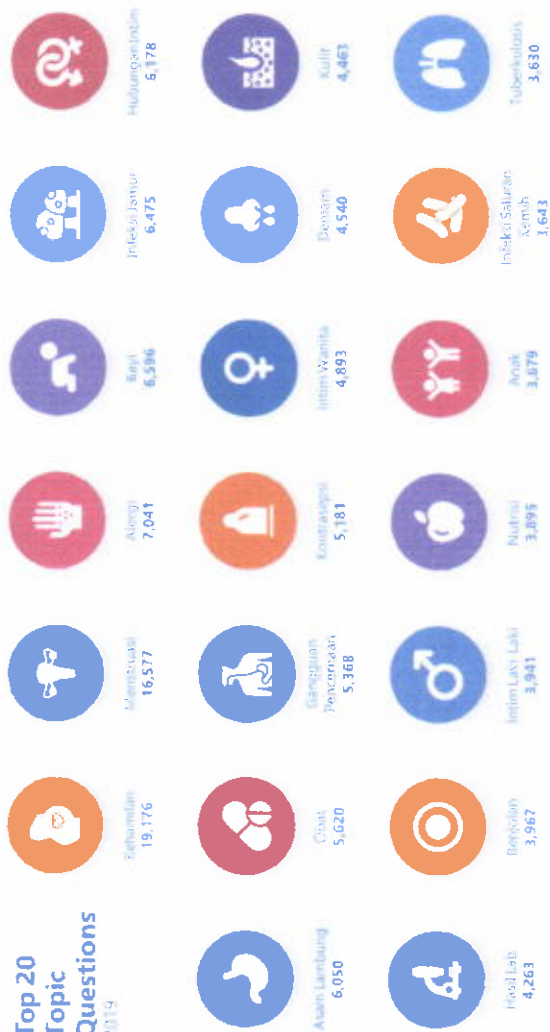 Top 20
Topic
Questions
2019
Kehamilan
19,176
Menstruasi
16,577
Alergi
7,041
Bayi
6,596
Infeksi Jamur
6,475
Hubungan Intim
6,178
Asam Lambung
6,050
Obat
5,620
Gangguan
Pencernaan
5,368
Kontrasepsi
5,181
Intim Wanita
4,893
Demam
4,540
Kulit
4,463
Hasil Lab
4,263
Benjolan
3,967
Intim Laki-Laki
3,941
Nutrisi
3,895
Anak
3,679
Infeksi Saluran
Kemih
3,643
Tuberkulosis
3,630